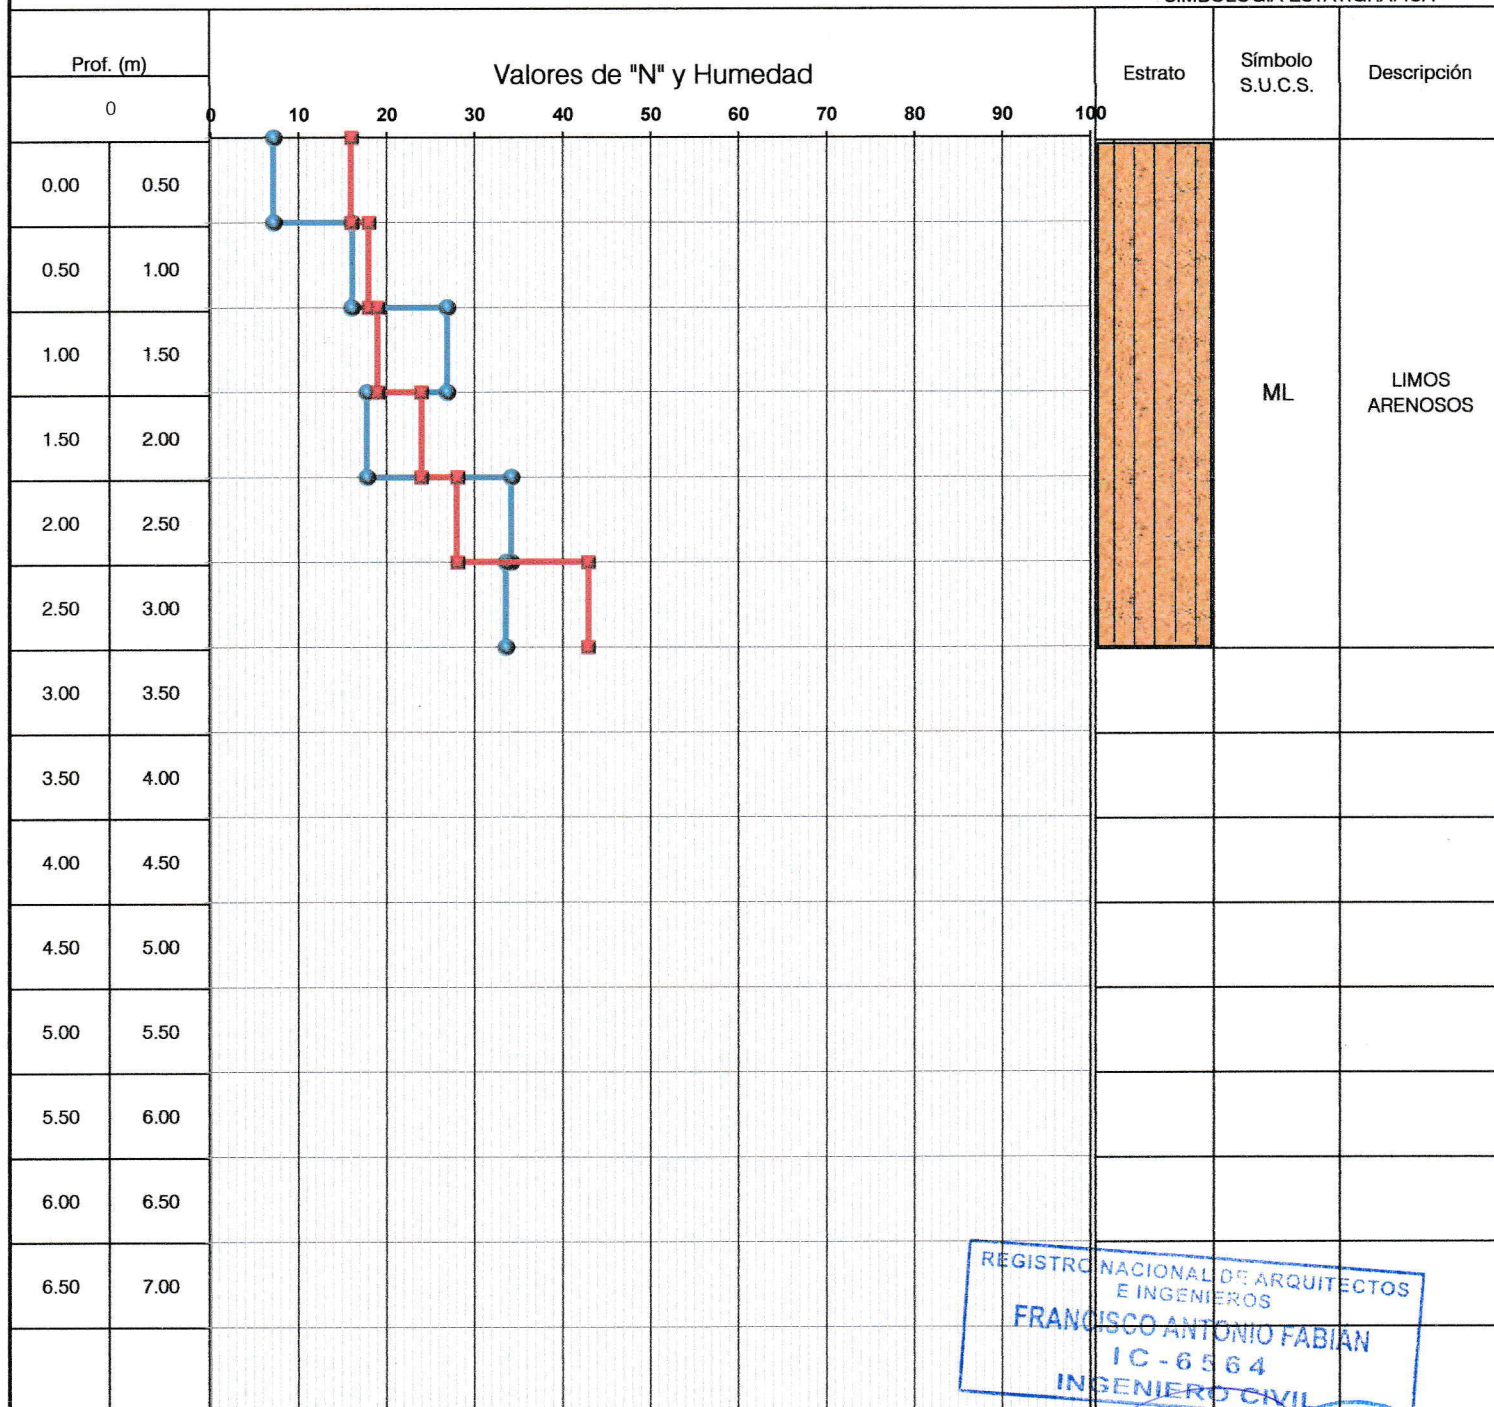 SIMBOLOGÍA ESTATIGRÁFICA
Prof. (m)
Valores de "N" y Humedad
Estrato
Símbolo
S.U.C.S.
Descripción
0
0 10 20 30 40 50 60 70 80 90 100
0.00 0.50
0.50 1.00
1.00 1.50
ML
LIMOS
ARENOSOS
1.50 2.00
2.00 2.50
2.50 3.00
3.00 3.50
3.50 4.00
4.00 4.50
4.50 5.00
5.00 5.50
5.50 6.00
6.00 6.50
6.50 7.00
REGISTRO NACIONAL DE ARQUITECTOS
E INGENIEROS
FRANCISCO ANTONIO FABIÁN
IC-6564
INGENIERO CIVIL